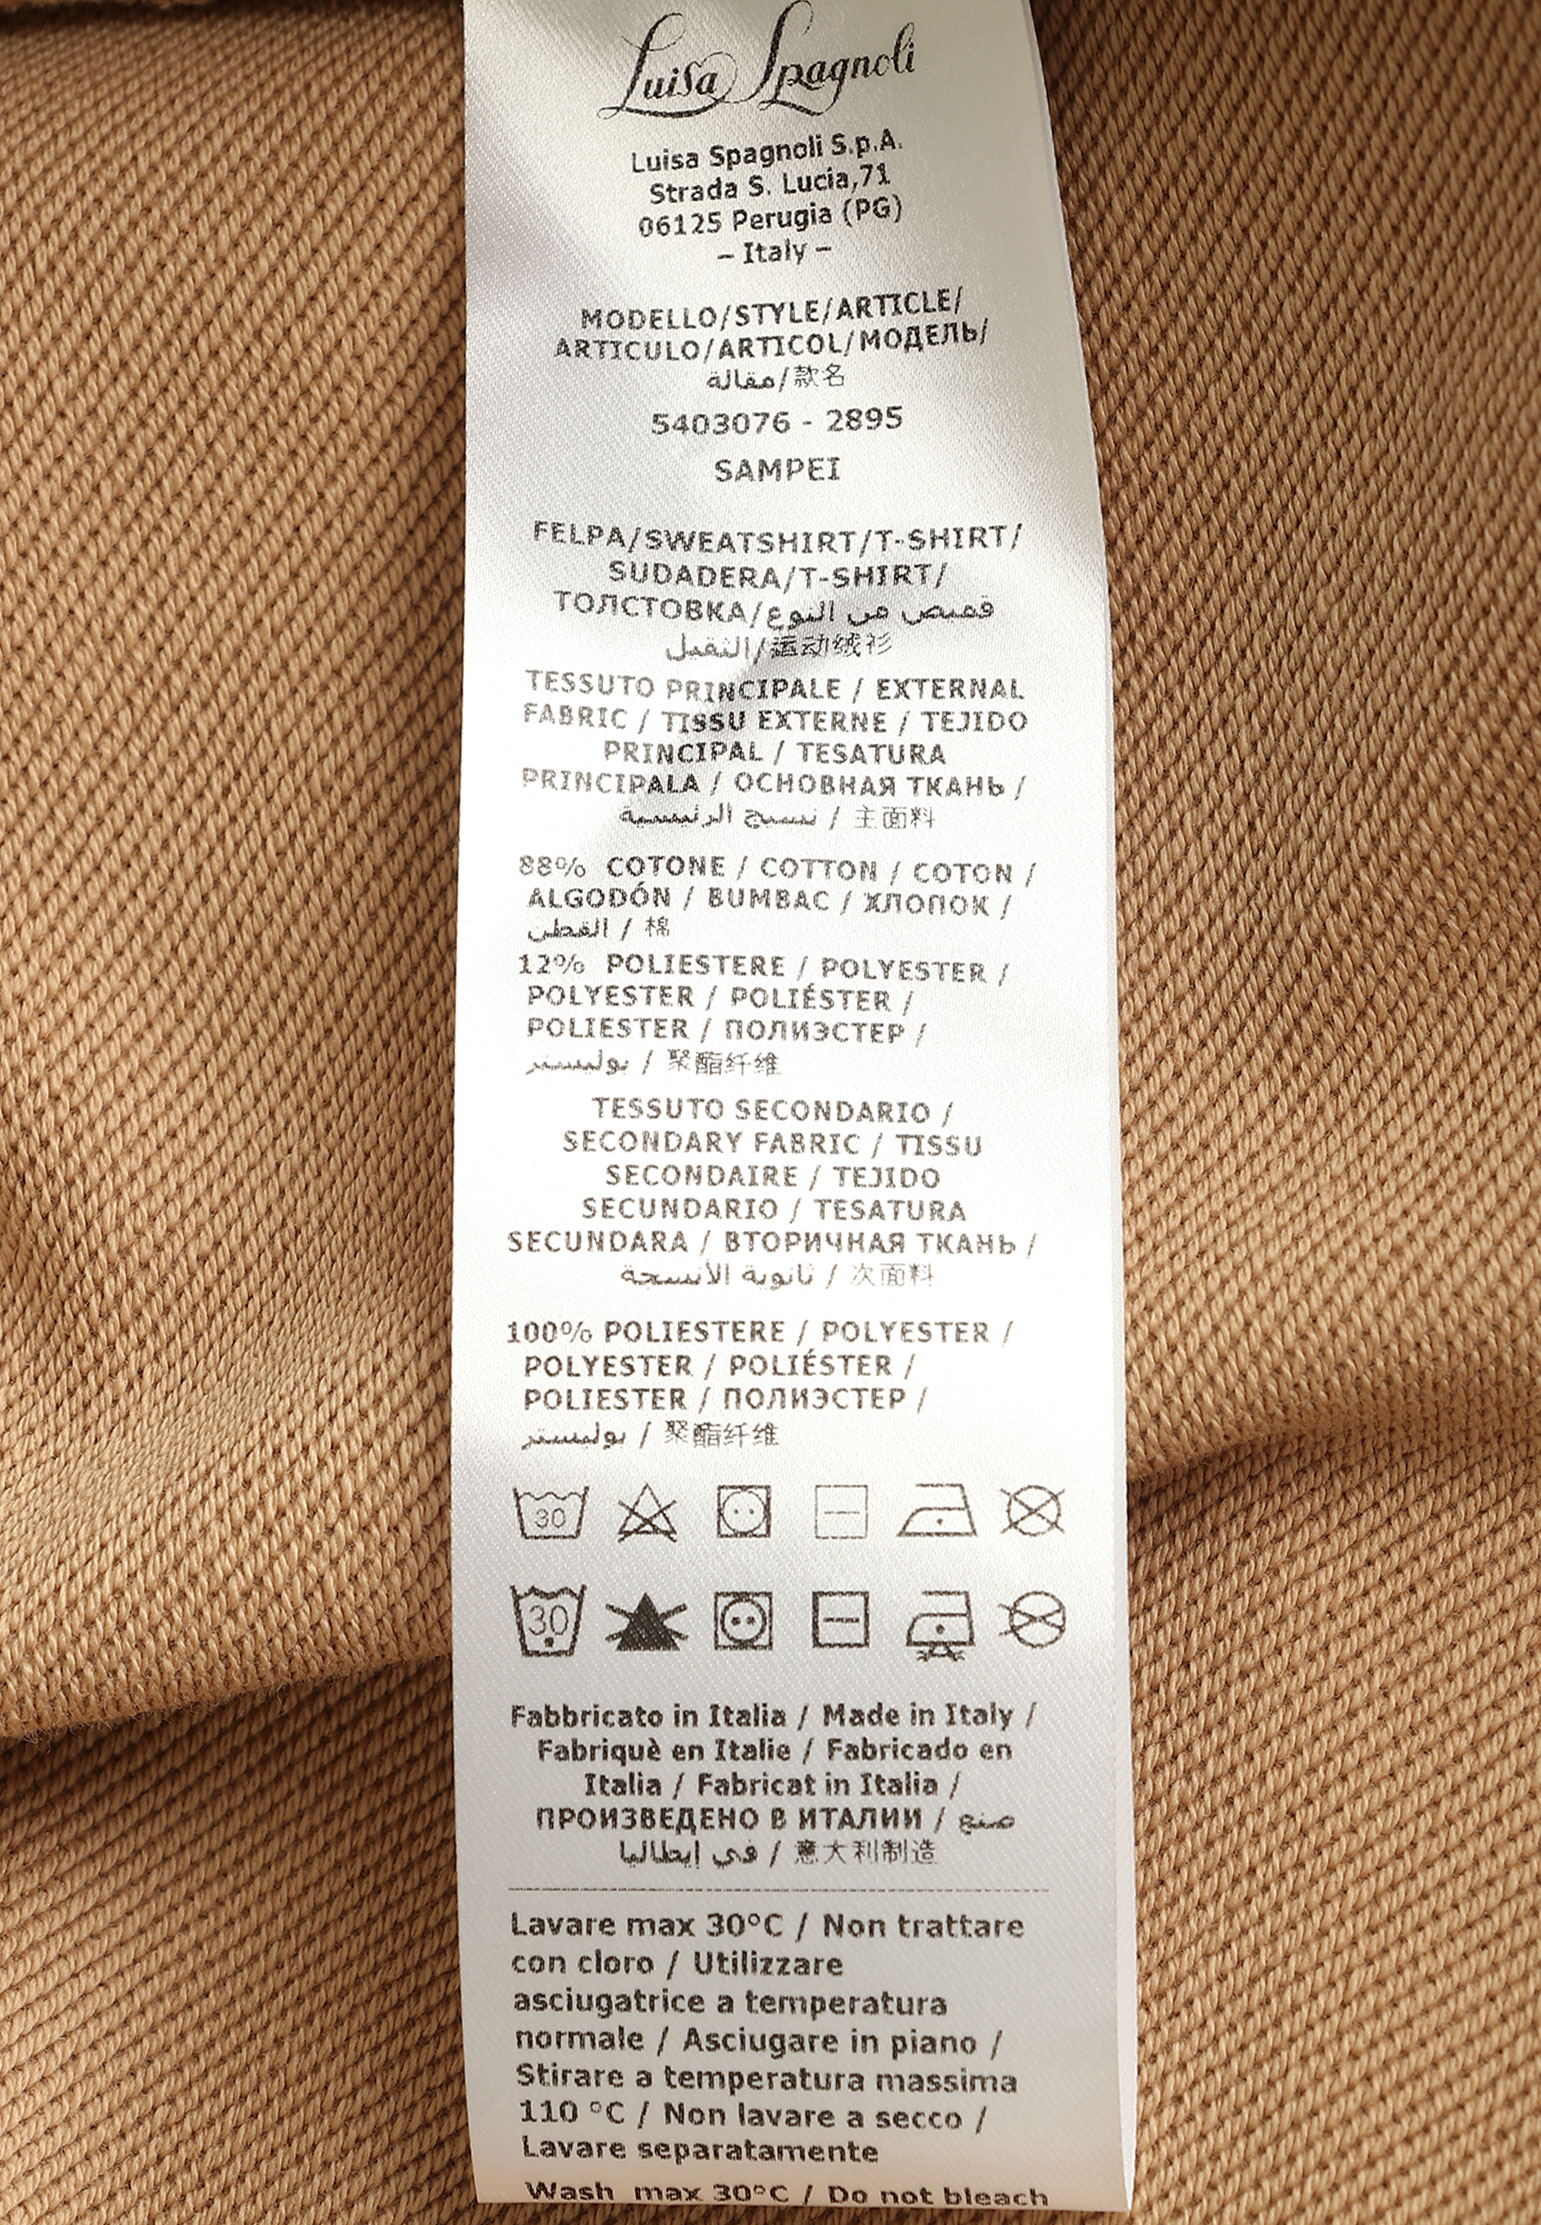 Luisa Spagnoli
Luisa Spagnoli S.p.A.
Strada S. Lucia,71
06125 Perugia (PG)
– Italy –
MODELLO/STYLE/ARTICLE/
ARTICULO/ARTICOL/МОДЕЛЬ/
مقالة/款名
5403076 - 2895
SAMPEI
FELPA/SWEATSHIRT/T-SHIRT/
SUDADERA/T-SHIRT/
ТОЛСТОВКА/قميص من النوع
الثقيل/运动绒衫
TESSUTO PRINCIPALE / EXTERNAL
FABRIC / TISSU EXTERNE / TEJIDO
PRINCIPAL / TESATURA
PRINCIPALA / ОСНОВНАЯ ТКАНЬ /
نسيج الرئيسية / 主面料
88% COTONE / COTTON / COTON /
ALGODÓN / BUMBAC / ХЛОПОК /
القطن / 棉
12% POLIESTERE / POLYESTER /
POLYESTER / POLIÉSTER /
POLIESTER / ПОЛИЭСТЕР /
بوليستر / 聚酯纤维
TESSUTO SECONDARIO /
SECONDARY FABRIC / TISSU
SECONDAIRE / TEJIDO
SECUNDARIO / TESATURA
SECUNDARA / ВТОРИЧНАЯ ТКАНЬ /
ثانوية الأنسجة / 次面料
100% POLIESTERE / POLYESTER /
POLYESTER / POLIÉSTER /
POLIESTER / ПОЛИЭСТЕР /
بوليستر / 聚酯纤维
30
30
Fabbricato in Italia / Made in Italy /
Fabriquè en Italie / Fabricado en
Italia / Fabricat in Italia /
ПРОИЗВЕДЕНО В ИТАЛИИ / صنع
في إيطاليا / 意大利制造
Lavare max 30°C / Non trattare
con cloro / Utilizzare
asciugatrice a temperatura
normale / Asciugare in piano /
Stirare a temperatura massima
110 °C / Non lavare a secco /
Lavare separatamente
Wash max 30°C / Do not bleach